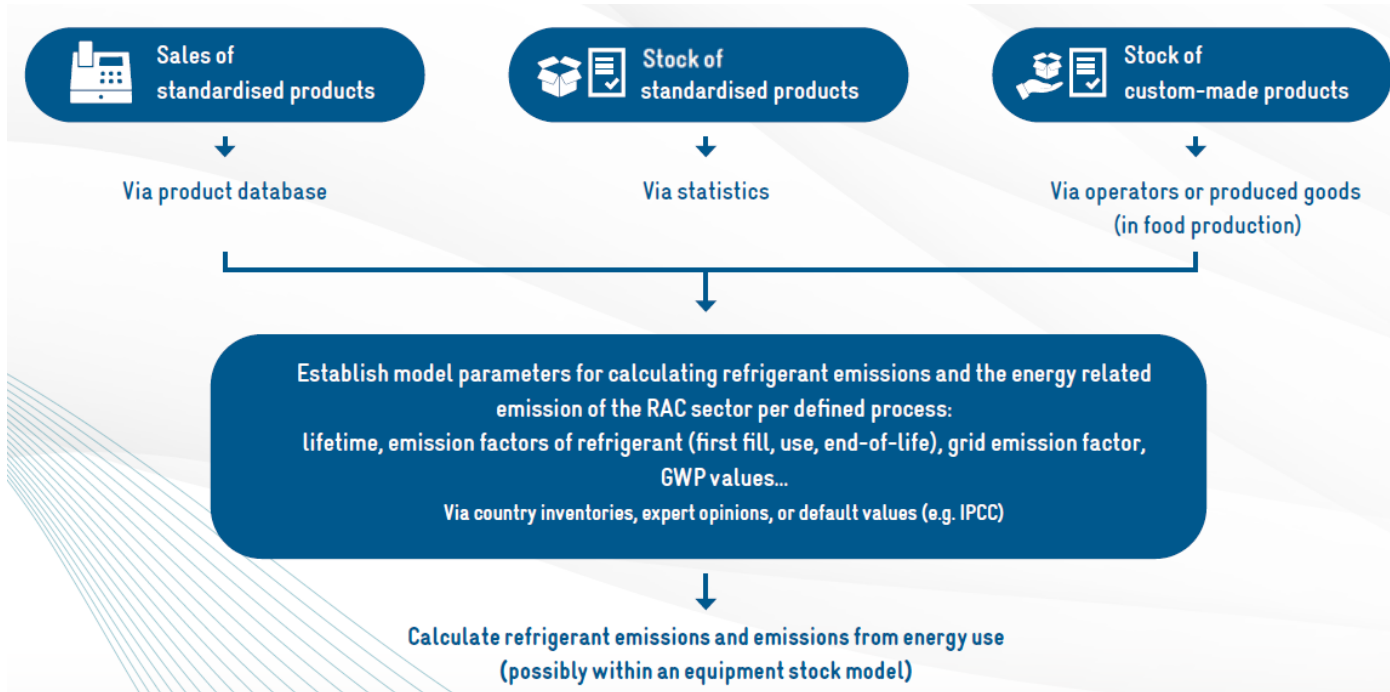 Sales of
standardised products
Stock of
standardised products
Stock of
custom-made products
Via product database
Via statistics
Via operators or produced goods
(in food production)
Establish model parameters for calculating refrigerant emissions and the energy related
emission of the RAC sector per defined process:
lifetime, emission factors of refrigerant (first fill, use, end-of-life), grid emission factor,
GWP values...
Via country inventories, expert opinions, or default values (e.g. IPCC)
Calculate refrigerant emissions and emissions from energy use
(possibly within an equipment stock model)